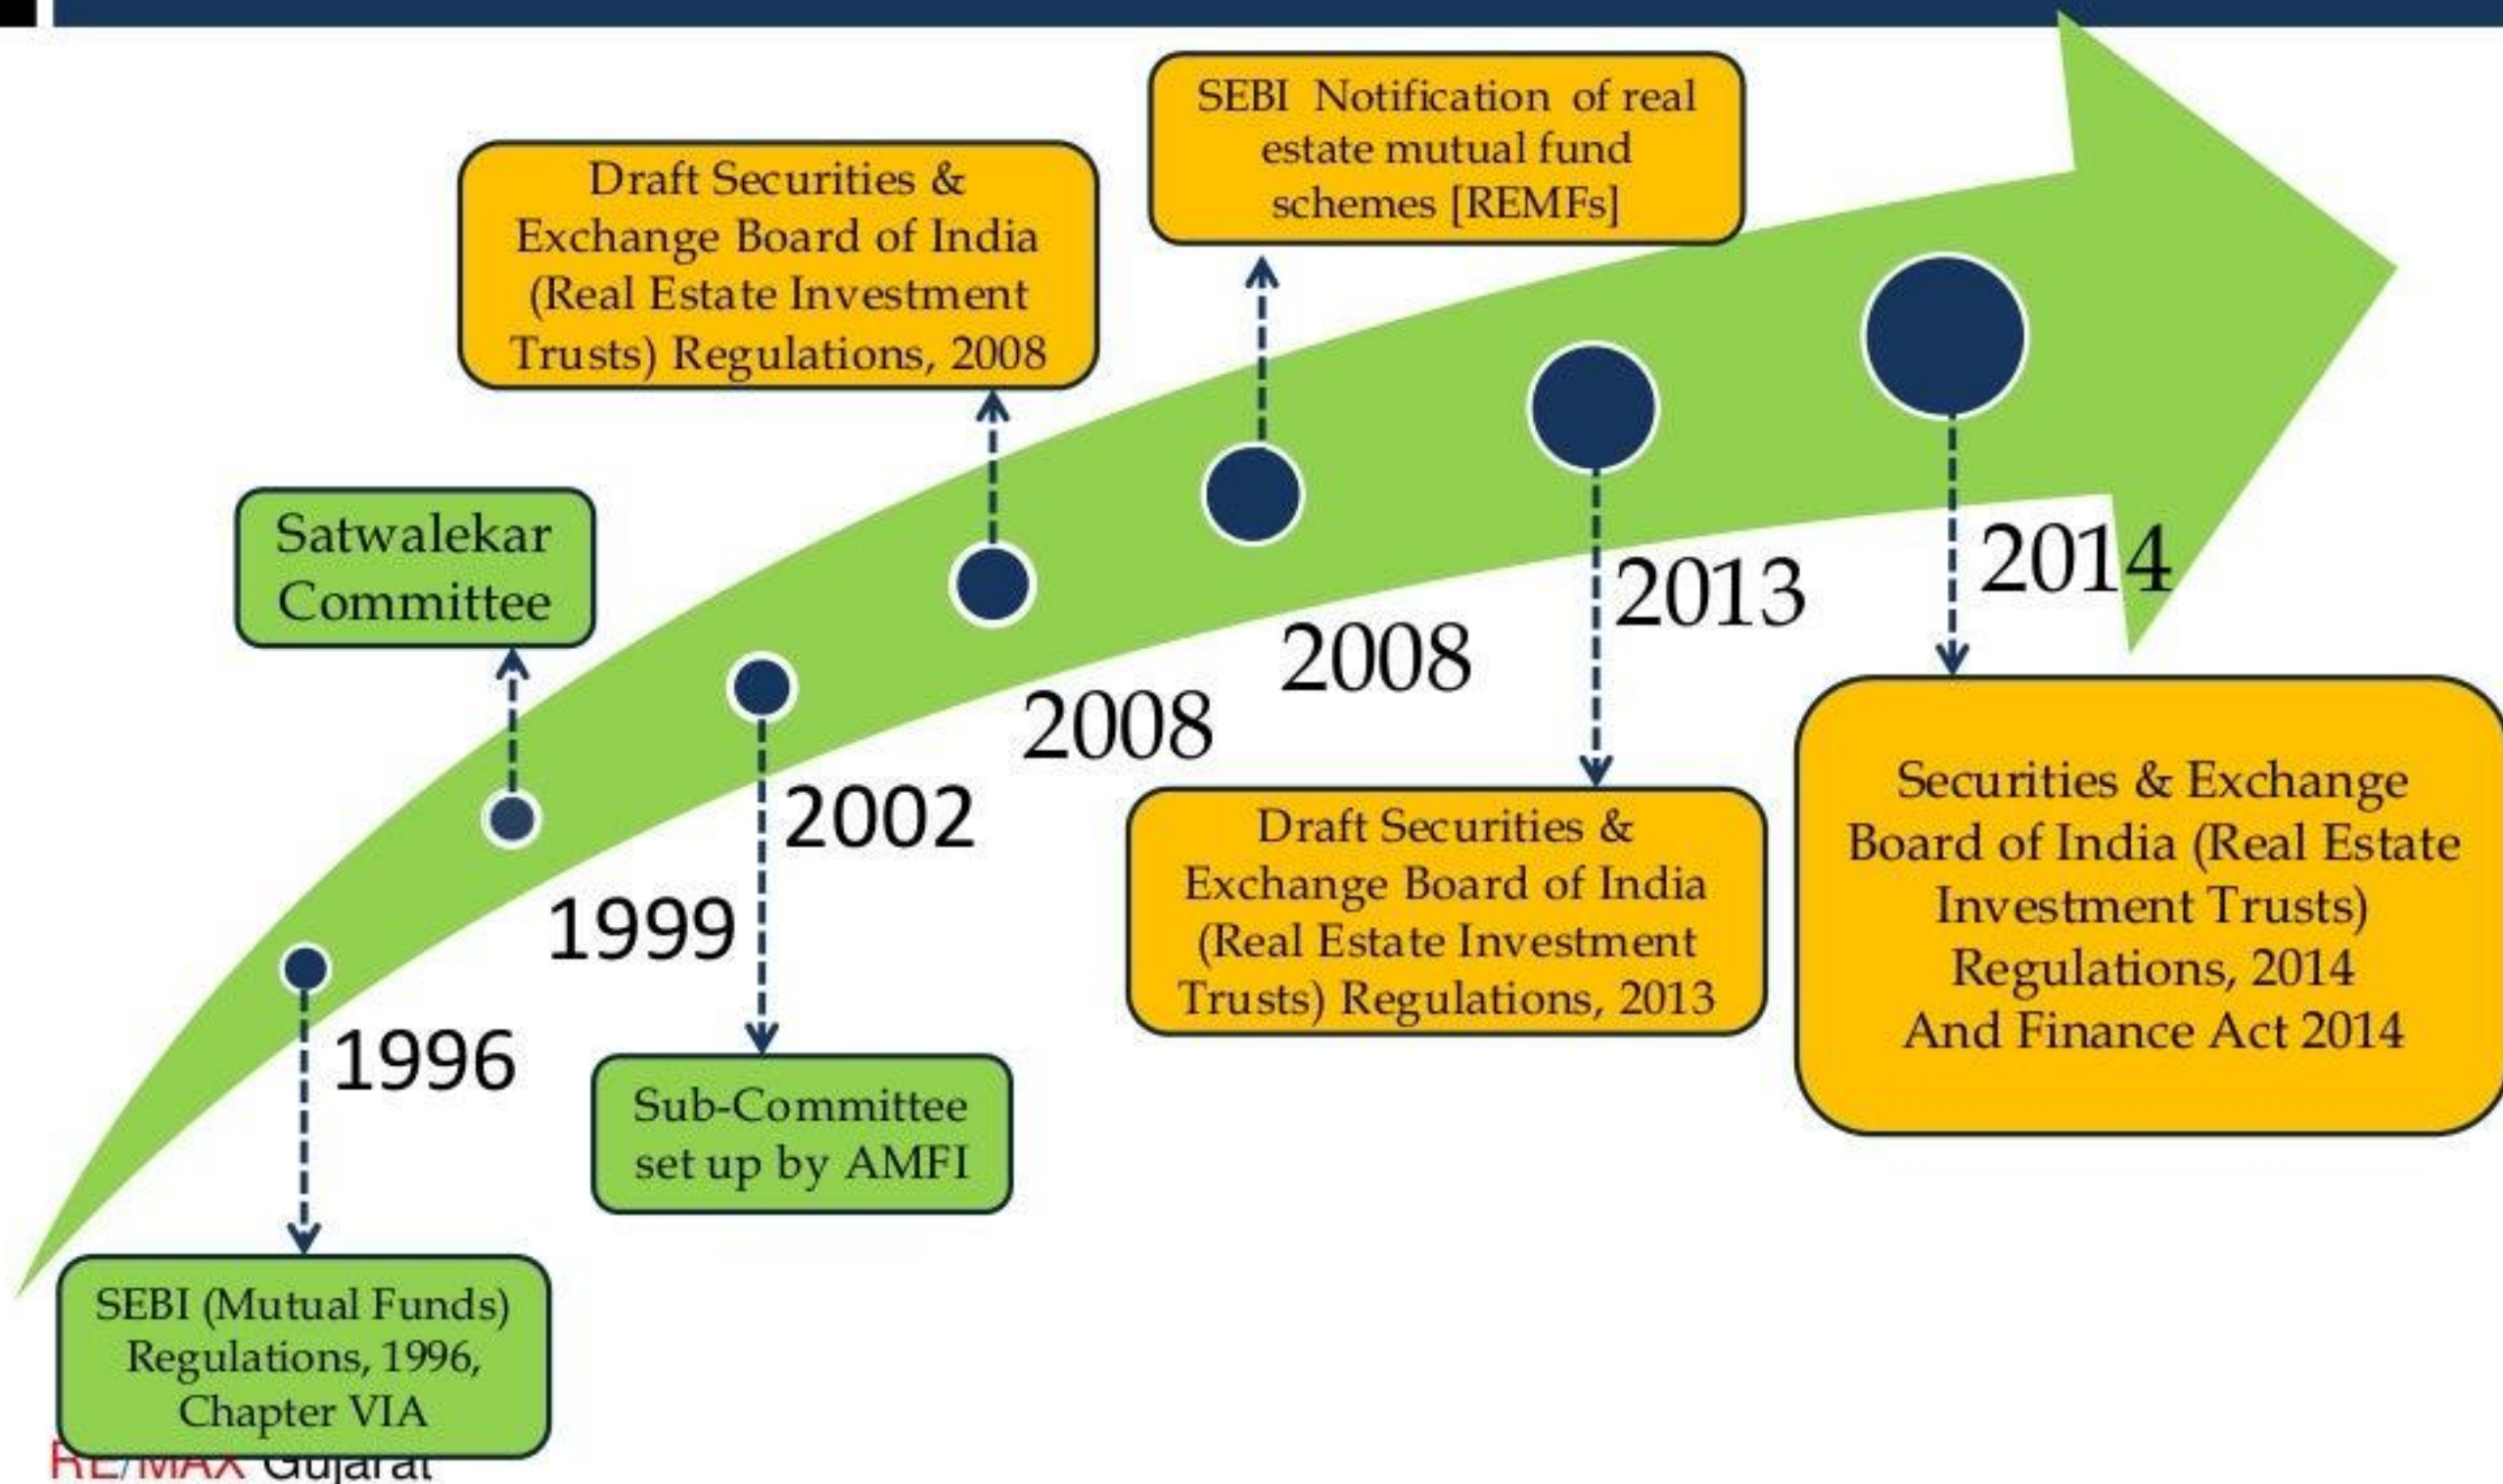 SEBI Notification of real
estate mutual fund
schemes [REMFs]
Draft Securities &
Exchange Board of India
(Real Estate Investment
Trusts) Regulations, 2008
Satwalekar
Committee
2014
2013
2008
2008
2002
1999
1996
Securities & Exchange
Board of India (Real Estate
Investment Trusts)
Regulations, 2014
And Finance Act 2014
Draft Securities &
Exchange Board of India
(Real Estate Investment
Trusts) Regulations, 2013
Sub-Committee
set up by AMFI
SEBI (Mutual Funds)
Regulations, 1996,
Chapter VIA
RE/MAX Gujarat